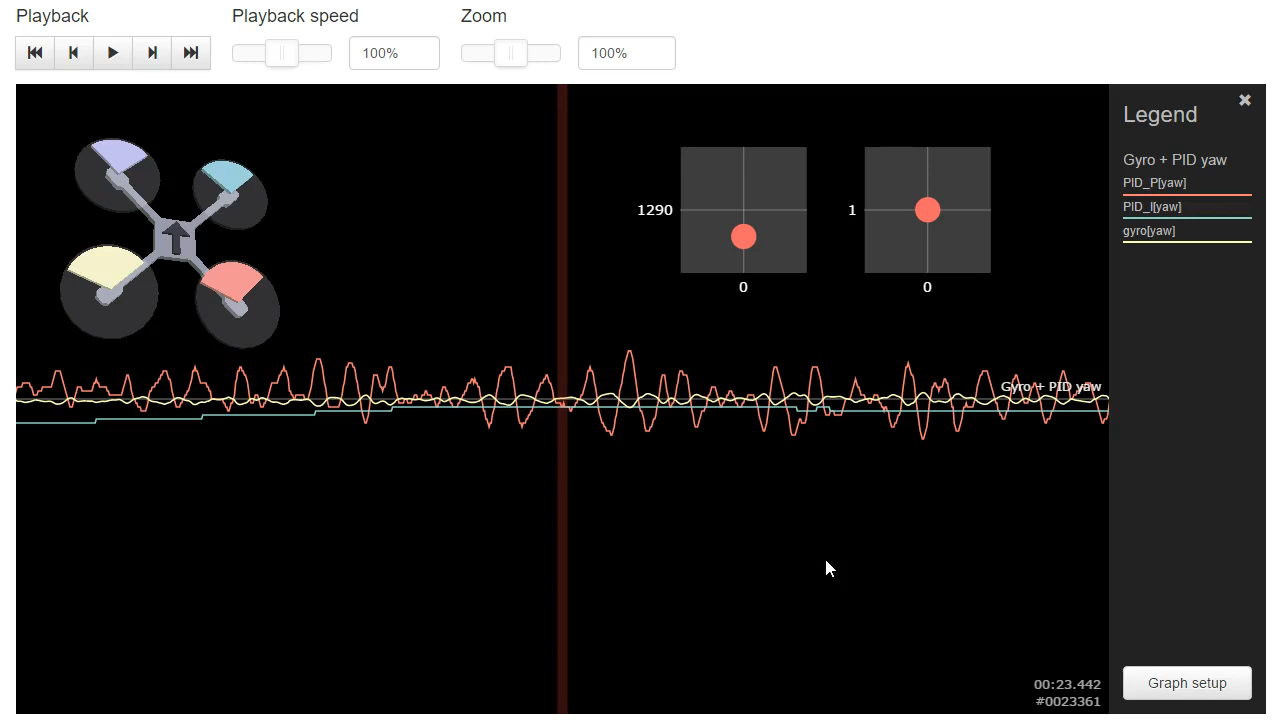 Playback
Playback speed
Zoom
100%
100%
Legend
Gyro + PID yaw
PID_P[yaw]
PID_I[yaw]
gyro[yaw]
1290
0
1
0
Gyro + PID yaw
00:23.442
#0023361
Graph setup